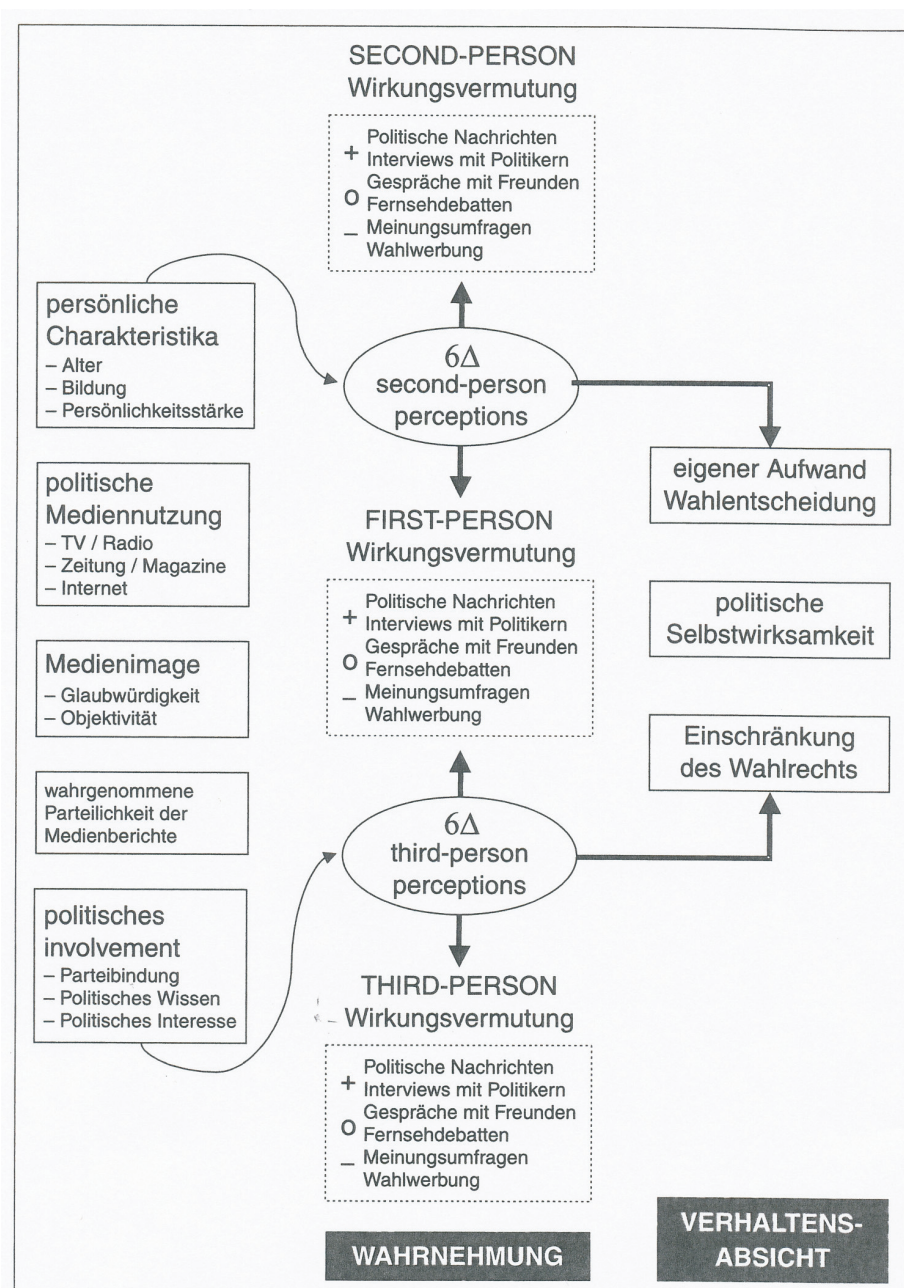 SECOND-PERSON
Wirkungsvermutung
Politische Nachrichten
+ Interviews mit Politikern
Gespräche mit Freunden
o Fernsehdebatten
– Meinungsumfragen
Wahlwerbung
persönliche
Charakteristika
– Alter
– Bildung
– Persönlichkeitsstärke
6Δ
second-person
perceptions
eigener Aufwand
Wahlentscheidung
politische
Mediennutzung
– TV / Radio
– Zeitung / Magazine
– Internet
FIRST-PERSON
Wirkungsvermutung
Politische Nachrichten
+ Interviews mit Politikern
Gespräche mit Freunden
o Fernsehdebatten
– Meinungsumfragen
Wahlwerbung
politische
Selbstwirksamkeit
Medienimage
– Glaubwürdigkeit
– Objektivität
Einschränkung
des Wahlrechts
wahrgenommene
Parteilichkeit der
Medienberichte
6Δ
third-person
perceptions
politisches
involvement
– Parteibindung
– Politisches Wissen
– Politisches Interesse
THIRD-PERSON
Wirkungsvermutung
Politische Nachrichten
+ Interviews mit Politikern
Gespräche mit Freunden
o Fernsehdebatten
– Meinungsumfragen
Wahlwerbung
WAHRNEHMUNG
VERHALTENS-
ABSICHT